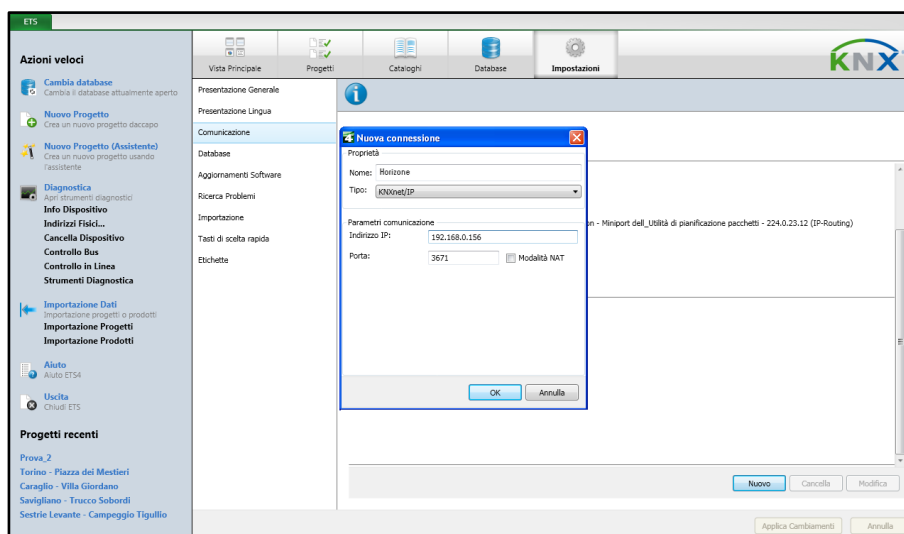 ETS
Azioni veloci
Cambia database
Cambia il database attualmente aperto
Nuovo Progetto
Crea un nuovo progetto daccapo
Nuovo Progetto (Assistente)
Crea un nuovo progetto usando
l'assistente
Diagnostica
Apri strumenti diagnostici
Info Dispositivo
Indirizzi Fisici...
Cancella Dispositivo
Controllo Bus
Controllo in Linea
Strumenti Diagnostica
Importazione Dati
Importazione progetti o prodotti
Importazione Progetti
Importazione Prodotti
Aiuto
Aiuto ETS4
Uscita
Chiudi ETS
Progetti recenti
Prova_2
Torino - Piazza dei Mestieri
Caraglio - Villa Giordano
Savigliano - Trucco Sobordi
Sestrie Levante - Campeggio Tigullio
Vista Principale
Progetti
Cataloghi
Database
Impostazioni
KNX
Presentazione Generale
Presentazione Lingua
Comunicazione
Database
Aggiornamenti Software
Ricerca Problemi
Importazione
Tasti di scelta rapida
Etichette
Nuova connessione
Proprietà
Nome: Horizone
Tipo: KNXnet/IP
Parametri comunicazione
Indirizzo IP: 192.168.0.156
Porta: 3671 Modalità NAT
OK Annulla
on - Miniport dell_Utilità di pianificazione pacchetti - 224.0.23.12 (IP-Routing)
Nuovo Cancella Modifica
Applica Cambiamenti Annulla